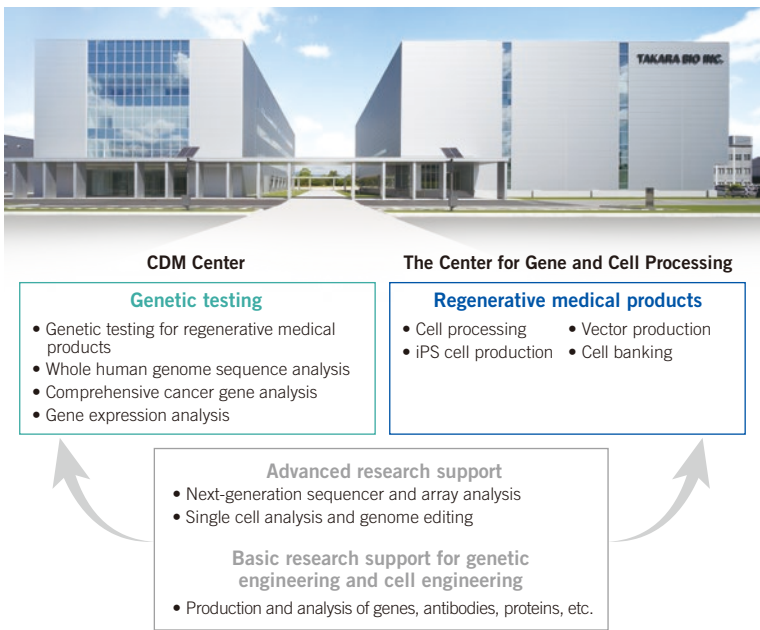 TAKARA BIO INC.
CDM Center
The Center for Gene and Cell Processing
Genetic testing
• Genetic testing for regenerative medical
products
• Whole human genome sequence analysis
• Comprehensive cancer gene analysis
• Gene expression analysis
Regenerative medical products
• Cell processing
• Vector production
• iPS cell production
• Cell banking
Advanced research support
• Next-generation sequencer and array analysis
• Single cell analysis and genome editing
Basic research support for genetic
engineering and cell engineering
• Production and analysis of genes, antibodies, proteins, etc.